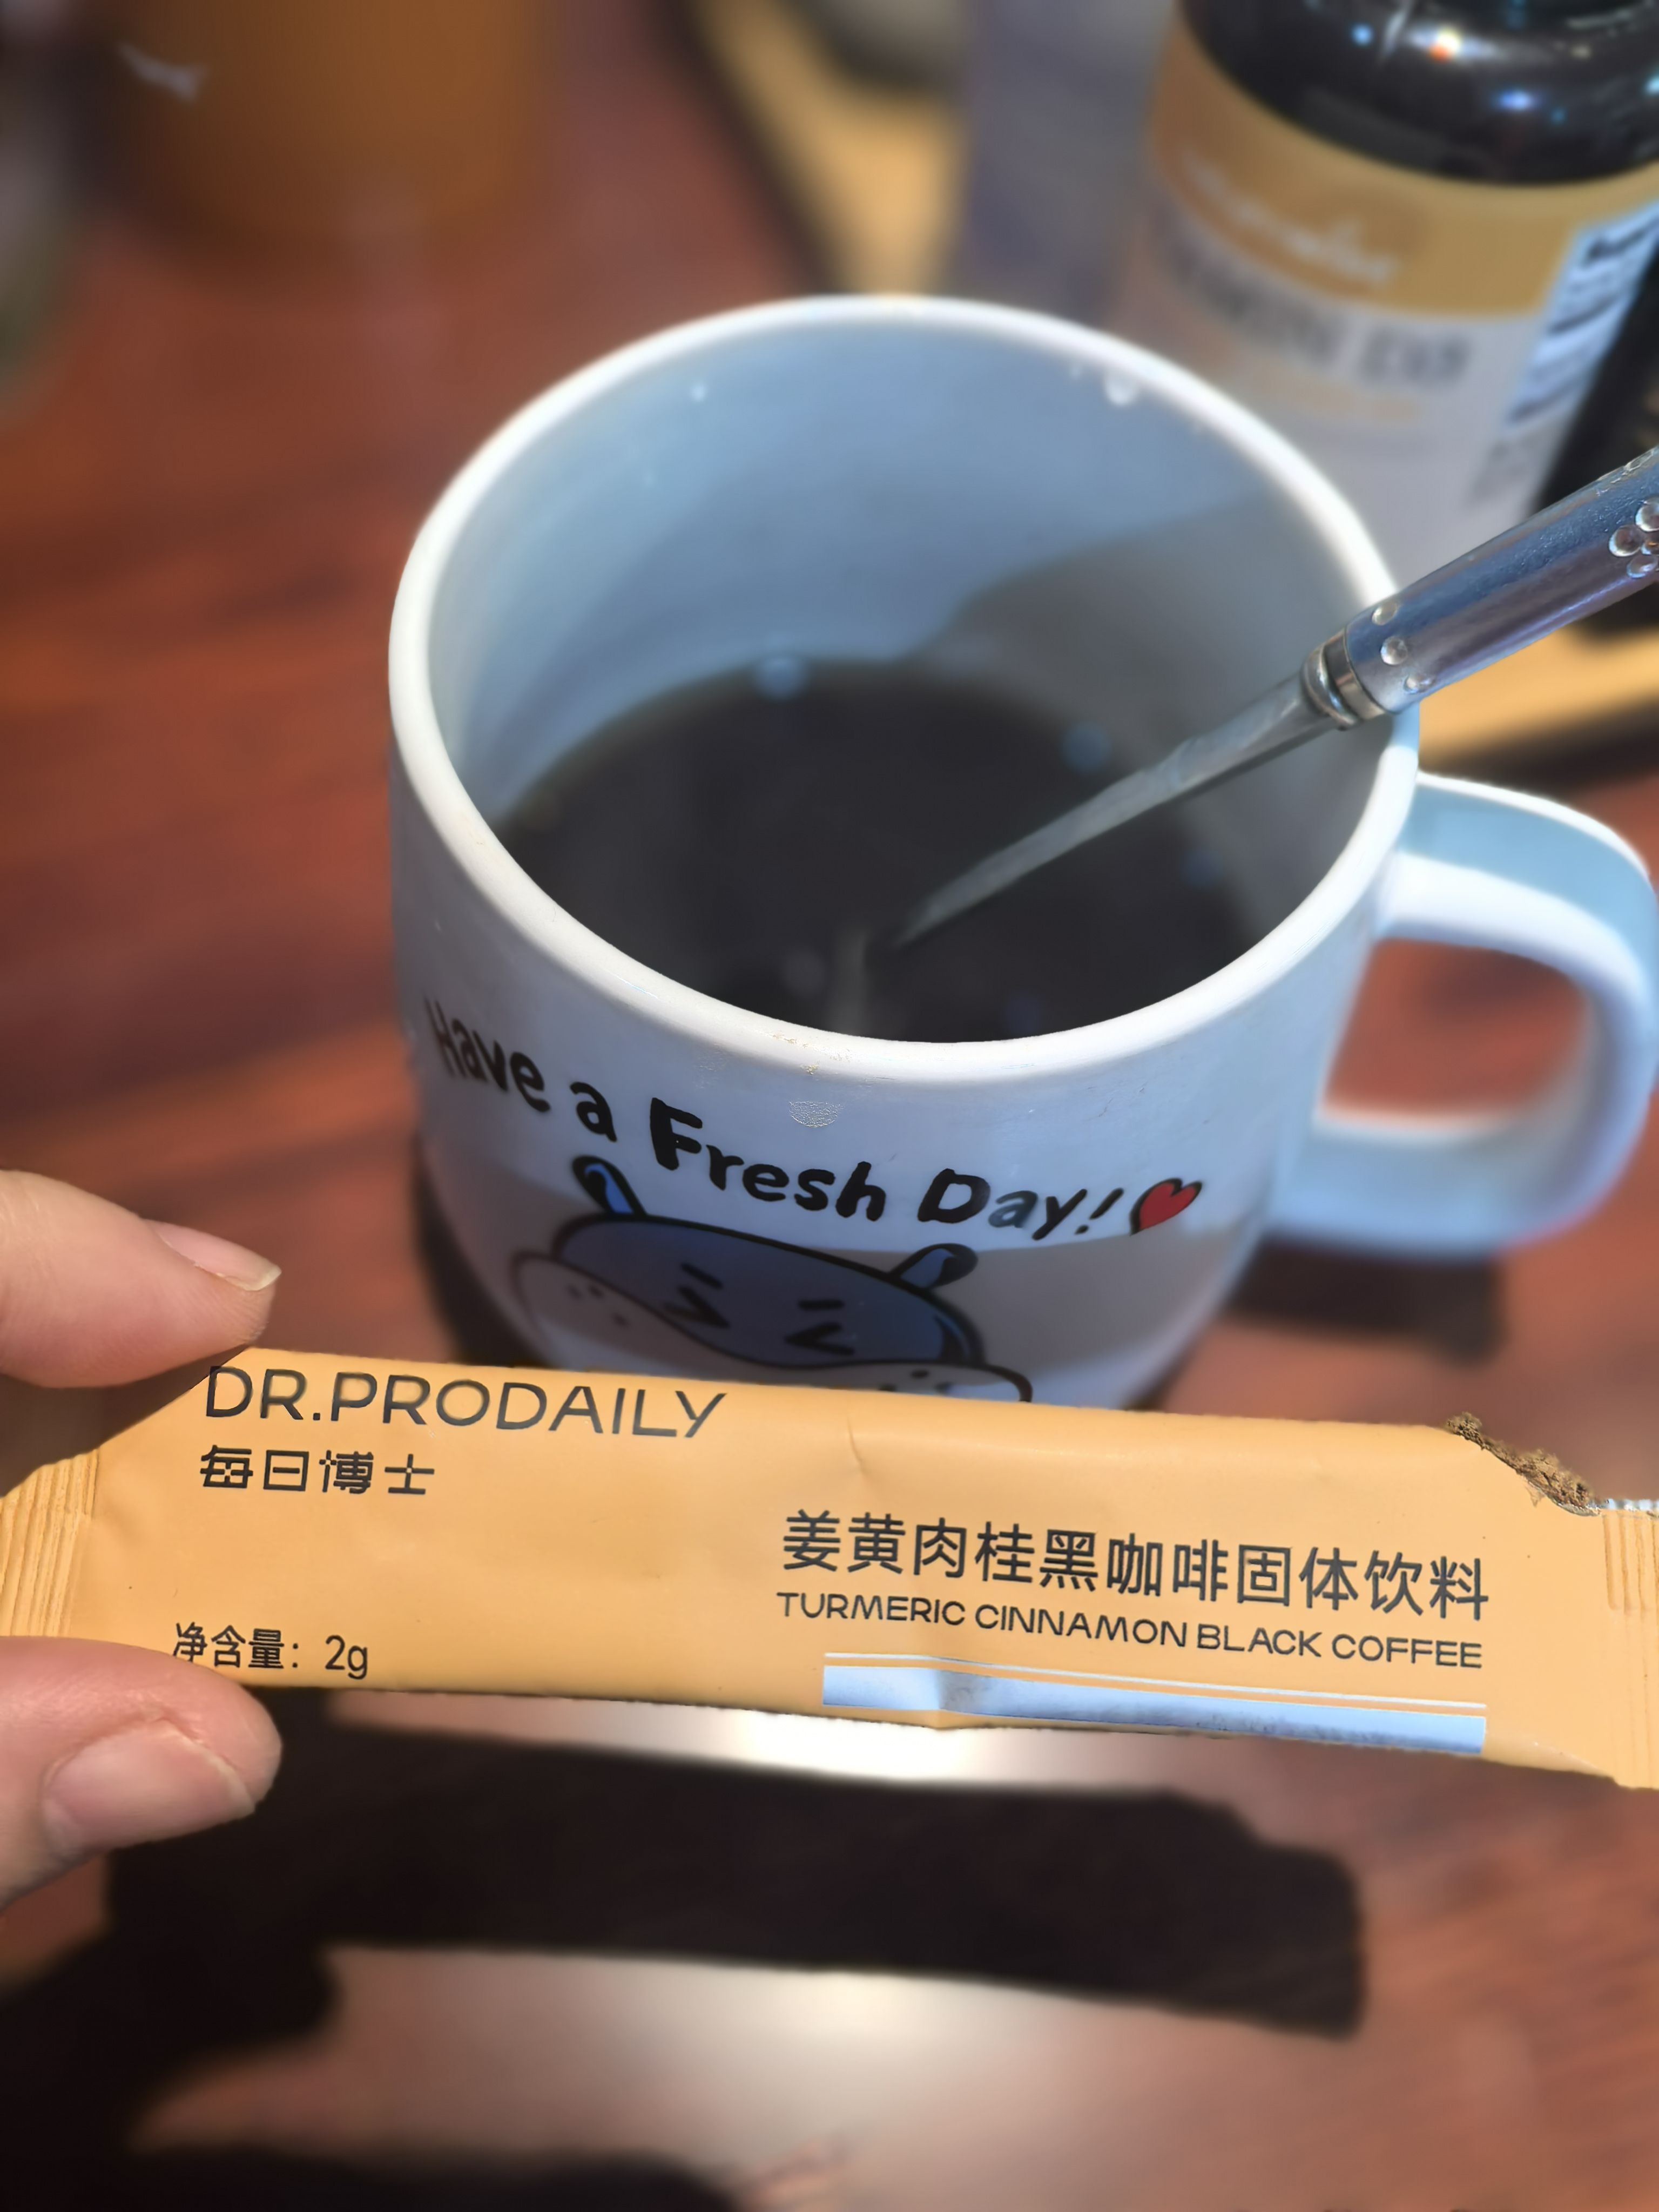 Have a Fresh Day!
DR.PRODAILY
每日博士
姜黄肉桂黑咖啡固体饮料
TURMERIC CINNAMON BLACK COFFEE
净含量：2g